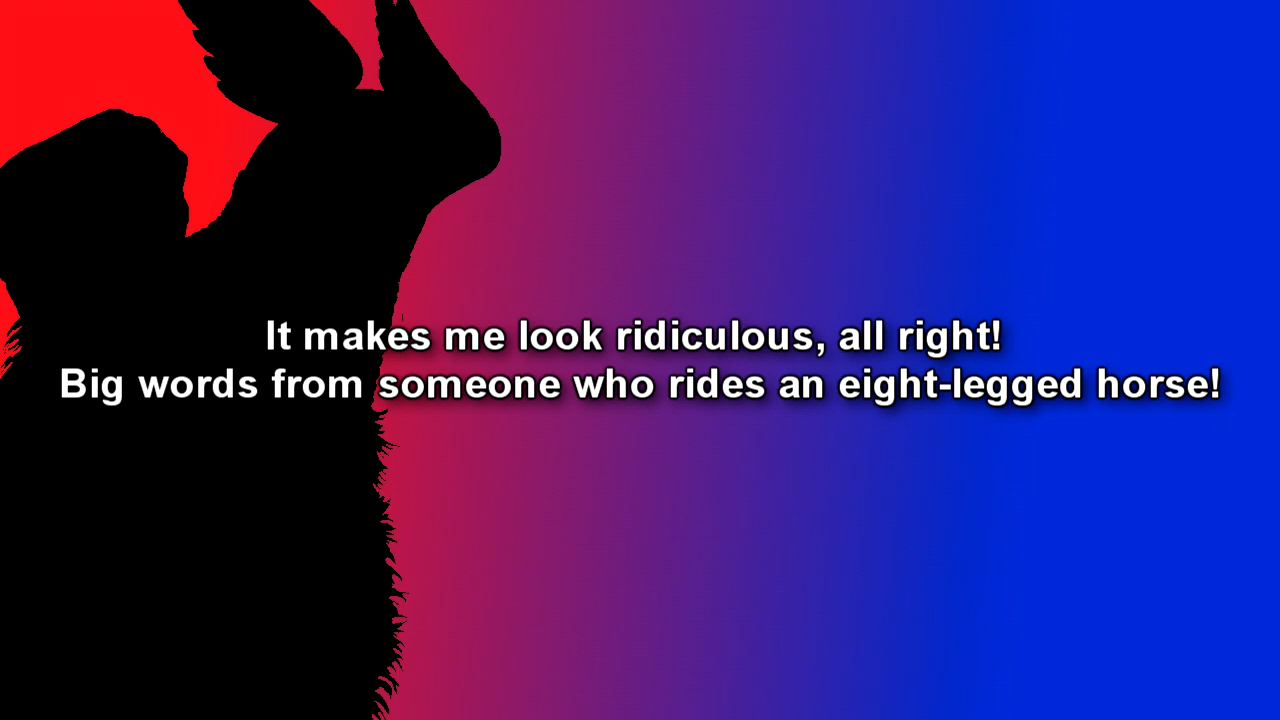 It makes me look ridiculous, all right!
Big words from someone who rides an eight-legged horse!